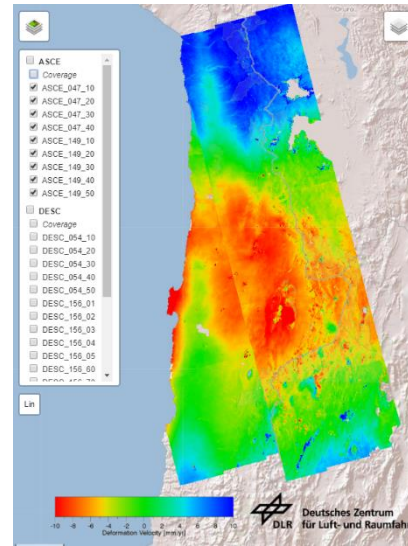 ASCE
Coverage
ASCE_047_10
ASCE_047_20
ASCE_047_30
ASCE_047_40
ASCE_149_10
ASCE_149_20
ASCE_149_30
ASCE_149_40
ASCE_149_50
DESC
Coverage
DESC_054_10
DESC_054_20
DESC_054_30
DESC_054_40
DESC_054_50
DESC_156_01
DESC_156_02
DESC_156_03
DESC_156_04
DESC_156_05
DESC_156_60
DESC_156_70
Lin
-10 -8 -6 -4 -2 0 2 4 6 8 10
Deformation Velocity [mm/yr]
DLR
Deutsches Zentrum
für Luft- und Raumfahrt